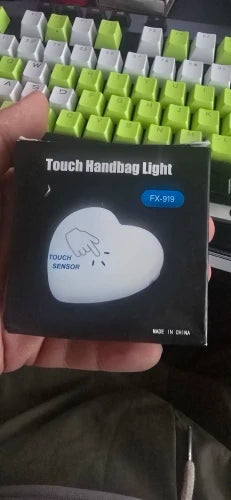 Touch Handbag Light
FX-919
TOUCH
SENSOR
MADE IN CHINA